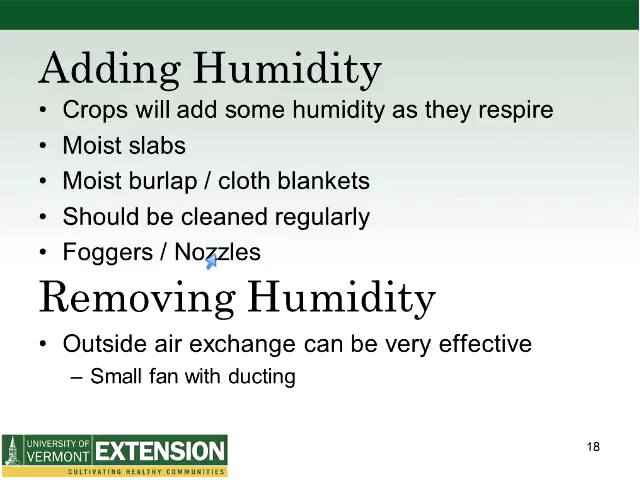 Adding Humidity
• Crops will add some humidity as they respire
• Moist slabs
• Moist burlap / cloth blankets
• Should be cleaned regularly
• Foggers / Nozzles
Removing Humidity
• Outside air exchange can be very effective
– Small fan with ducting
UNIVERSITY OF
VERMONT
EXTENSION
CULTIVATING HEALTHY COMMUNITIES
18